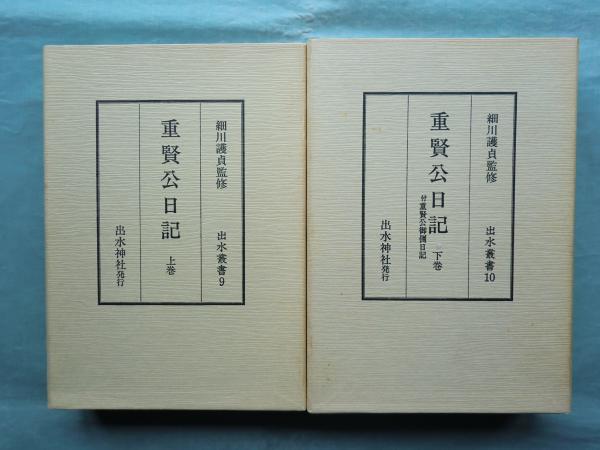 細川護貞監修
出水叢書9
重賢公日記
上巻
出水神社発行
細川護貞監修
出水叢書10
重賢公日記
付重賢公御側日記
下巻
出水神社発行